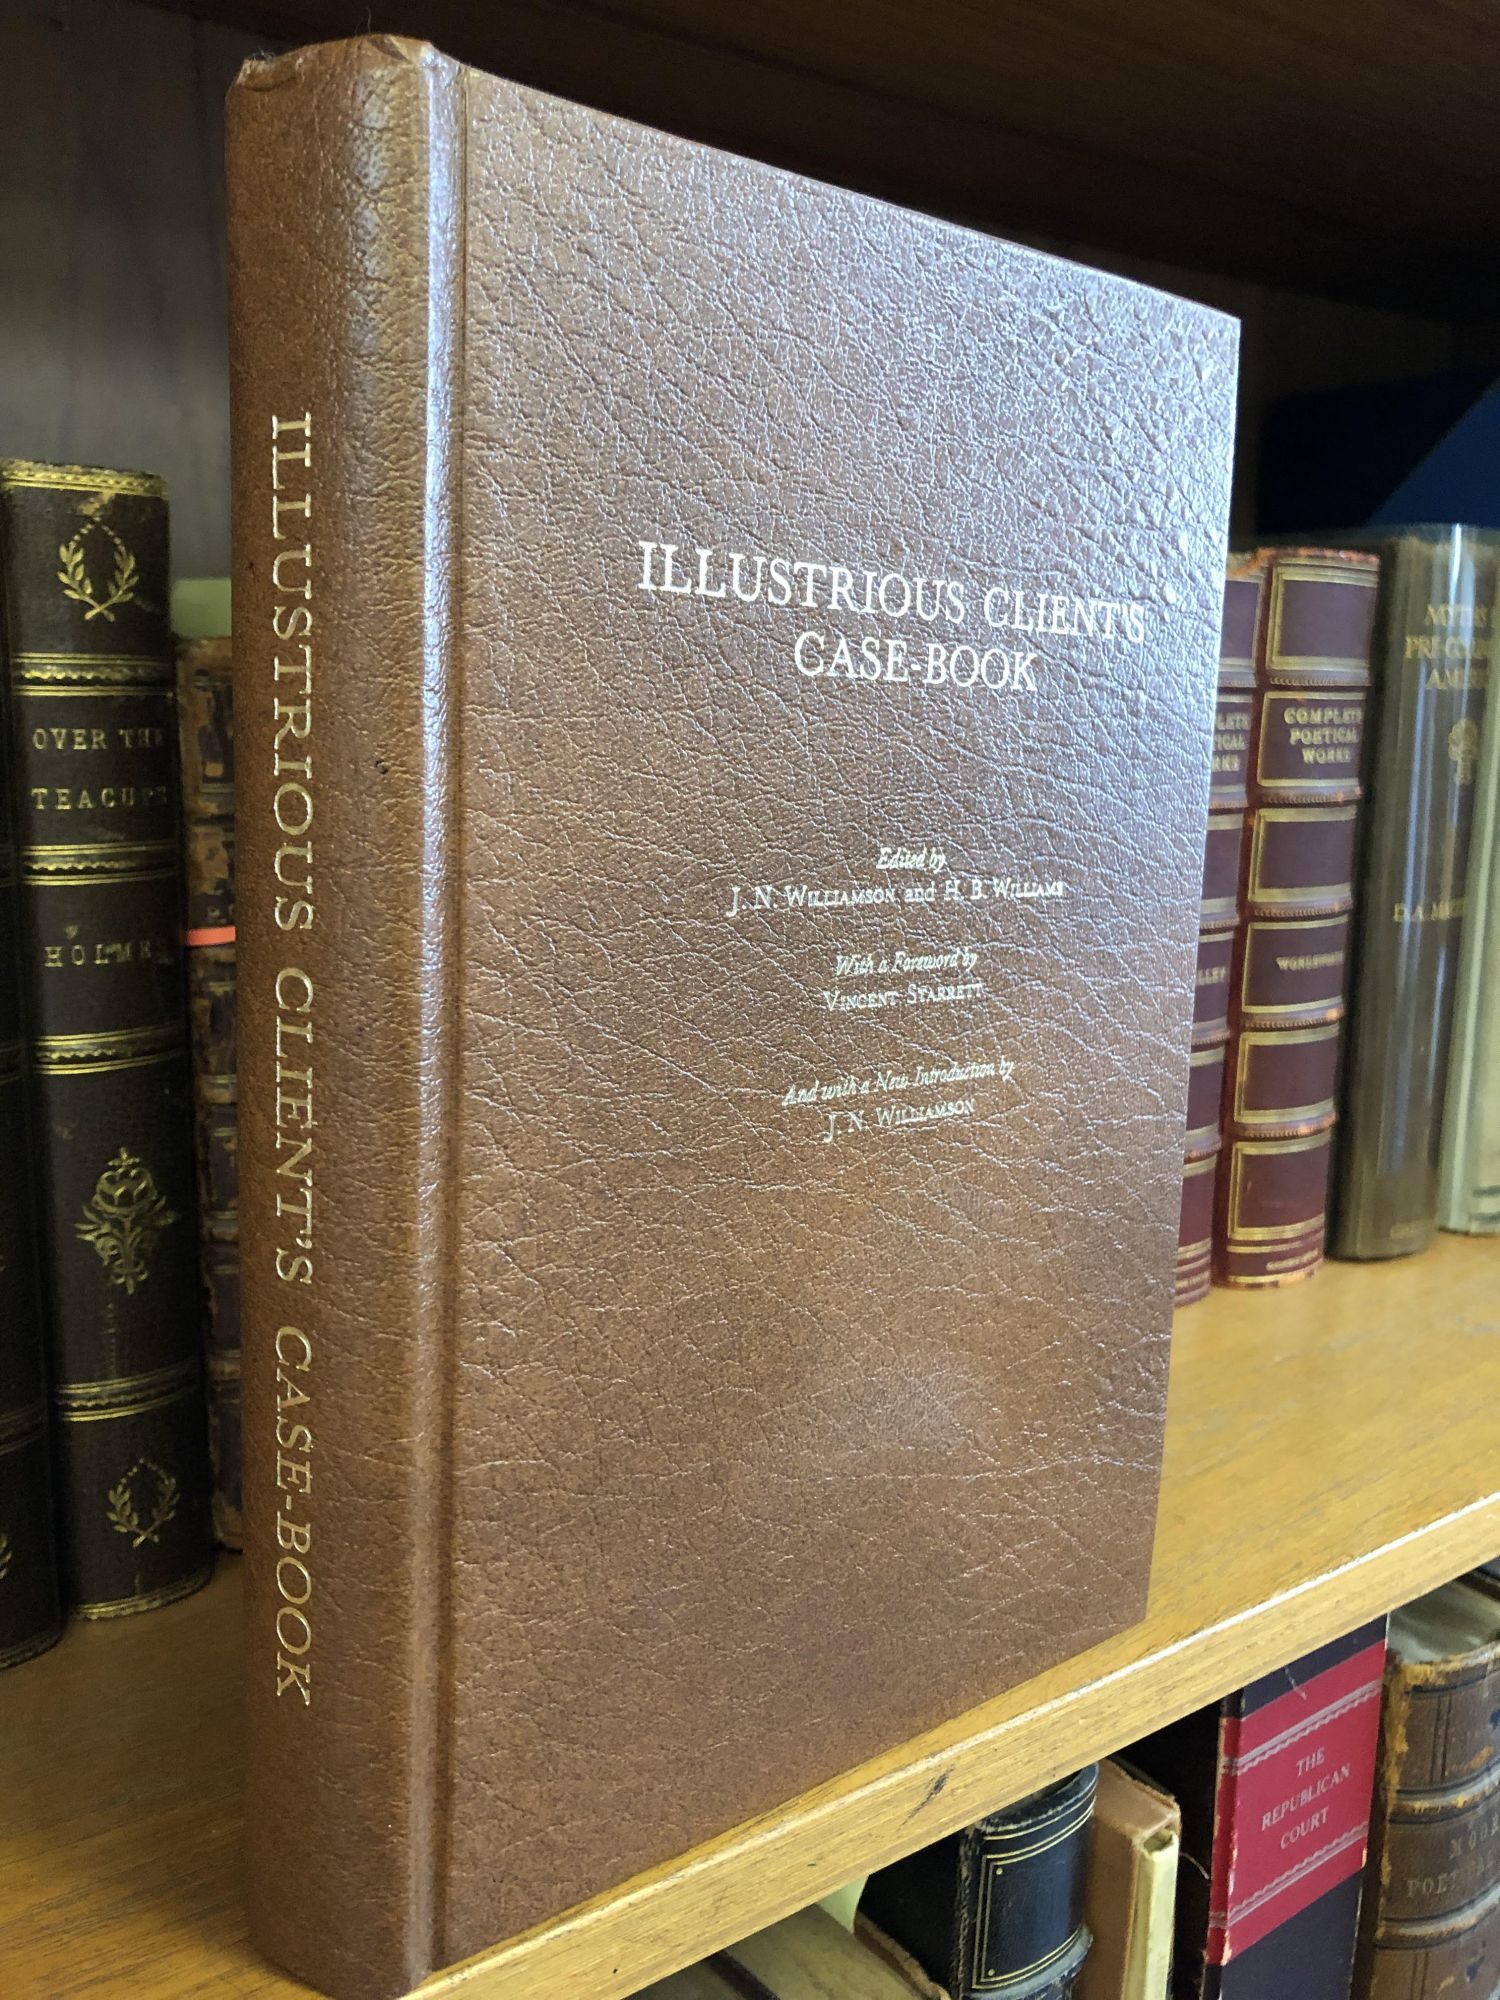 ILLUSTRIOUS CLIENT'S CASE-BOOK
ILLUSTRIOUS CLIENT'S
CASE-BOOK
Edited by
J. N. WILLIAMSON and H. B. WILLIAMS
With a Foreword by
VINCENT STARRETT
And with a New Introduction by
J. N. WILLIAMSON
OVER THE
TEACUPS
HOLMES
COMPLETE
POETICAL
WORKS
WORDSWORTH
THE
REPUBLICAN
COURT